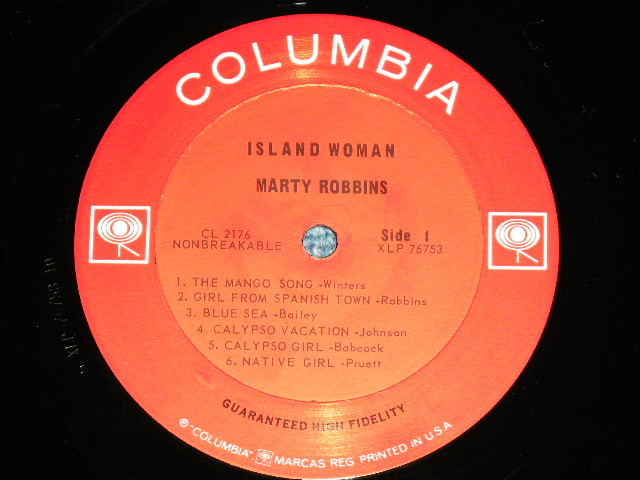 COLUMBIA
ISLAND WOMAN
MARTY ROBBINS
CL 2176
NONBREAKABLE
Side 1
XLP 76753
1. THE MANGO SONG -Winters
2. GIRL FROM SPANISH TOWN -Robbins
3. BLUE SEA -Bailey
4. CALYPSO VACATION -Johnson
5. CALYPSO GIRL -Babcock
6. NATIVE GIRL -Pruett
GUARANTEED HIGH FIDELITY
® "COLUMBIA", MARCAS REG. PRINTED IN U.S.A.